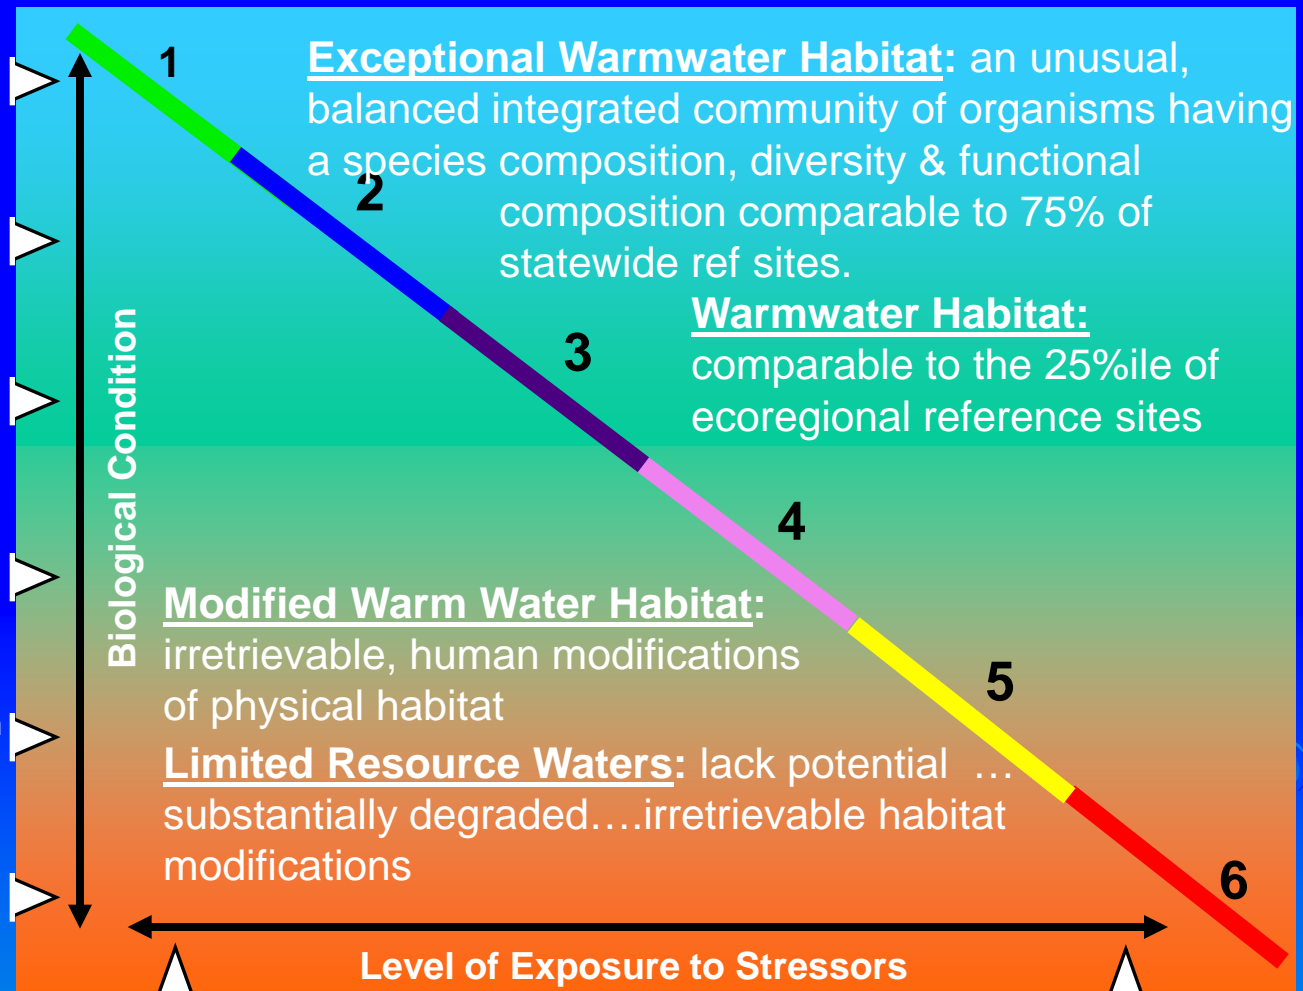 1
Exceptional Warmwater Habitat: an unusual,
balanced integrated community of organisms having
a species composition, diversity & functional
2
composition comparable to 75% of
statewide ref sites.
Warmwater Habitat:
3
comparable to the 25%ile of
ecoregional reference sites
Biological Condition
4
Modified Warm Water Habitat:
irretrievable, human modifications
of physical habitat
5
Limited Resource Waters: lack potential …
substantially degraded….irretrievable habitat
modifications
6
Level of Exposure to Stressors